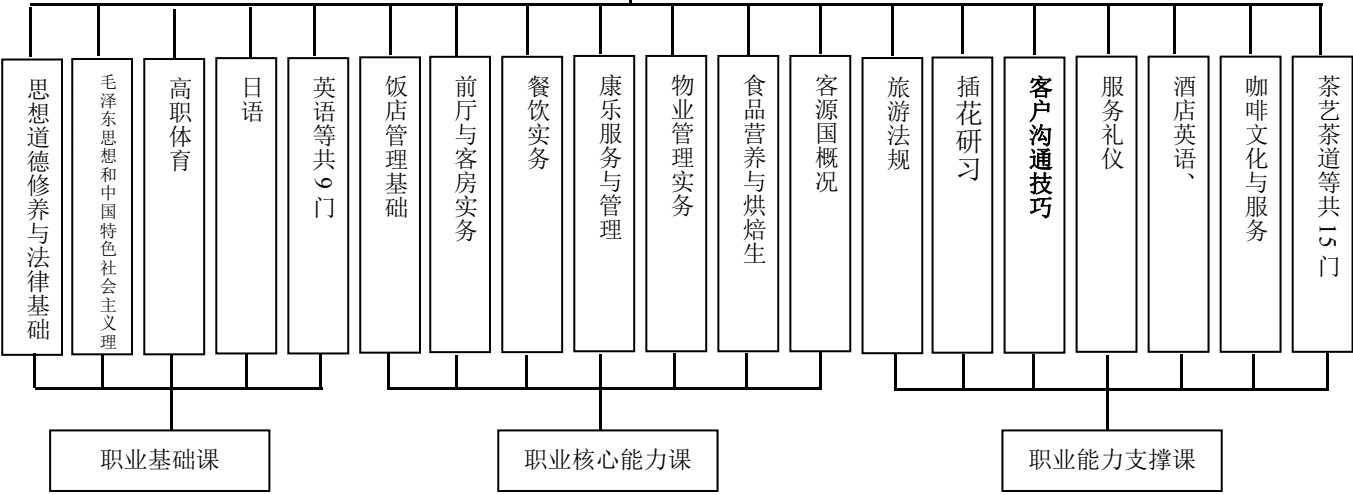 思想道德修养与法律基础
毛泽东思想和中国特色社会主义理
高职体育
日语
英语等共 9 门
饭店管理基础
前厅与客房实务
餐饮实务
康乐服务与管理
物业管理实务
食品营养与烘焙生
客源国概况
旅游法规
插花研习
客户沟通技巧
服务礼仪
酒店英语、
咖啡文化与服务
茶艺茶道等共 15 门
职业基础课
职业核心能力课
职业能力支撑课